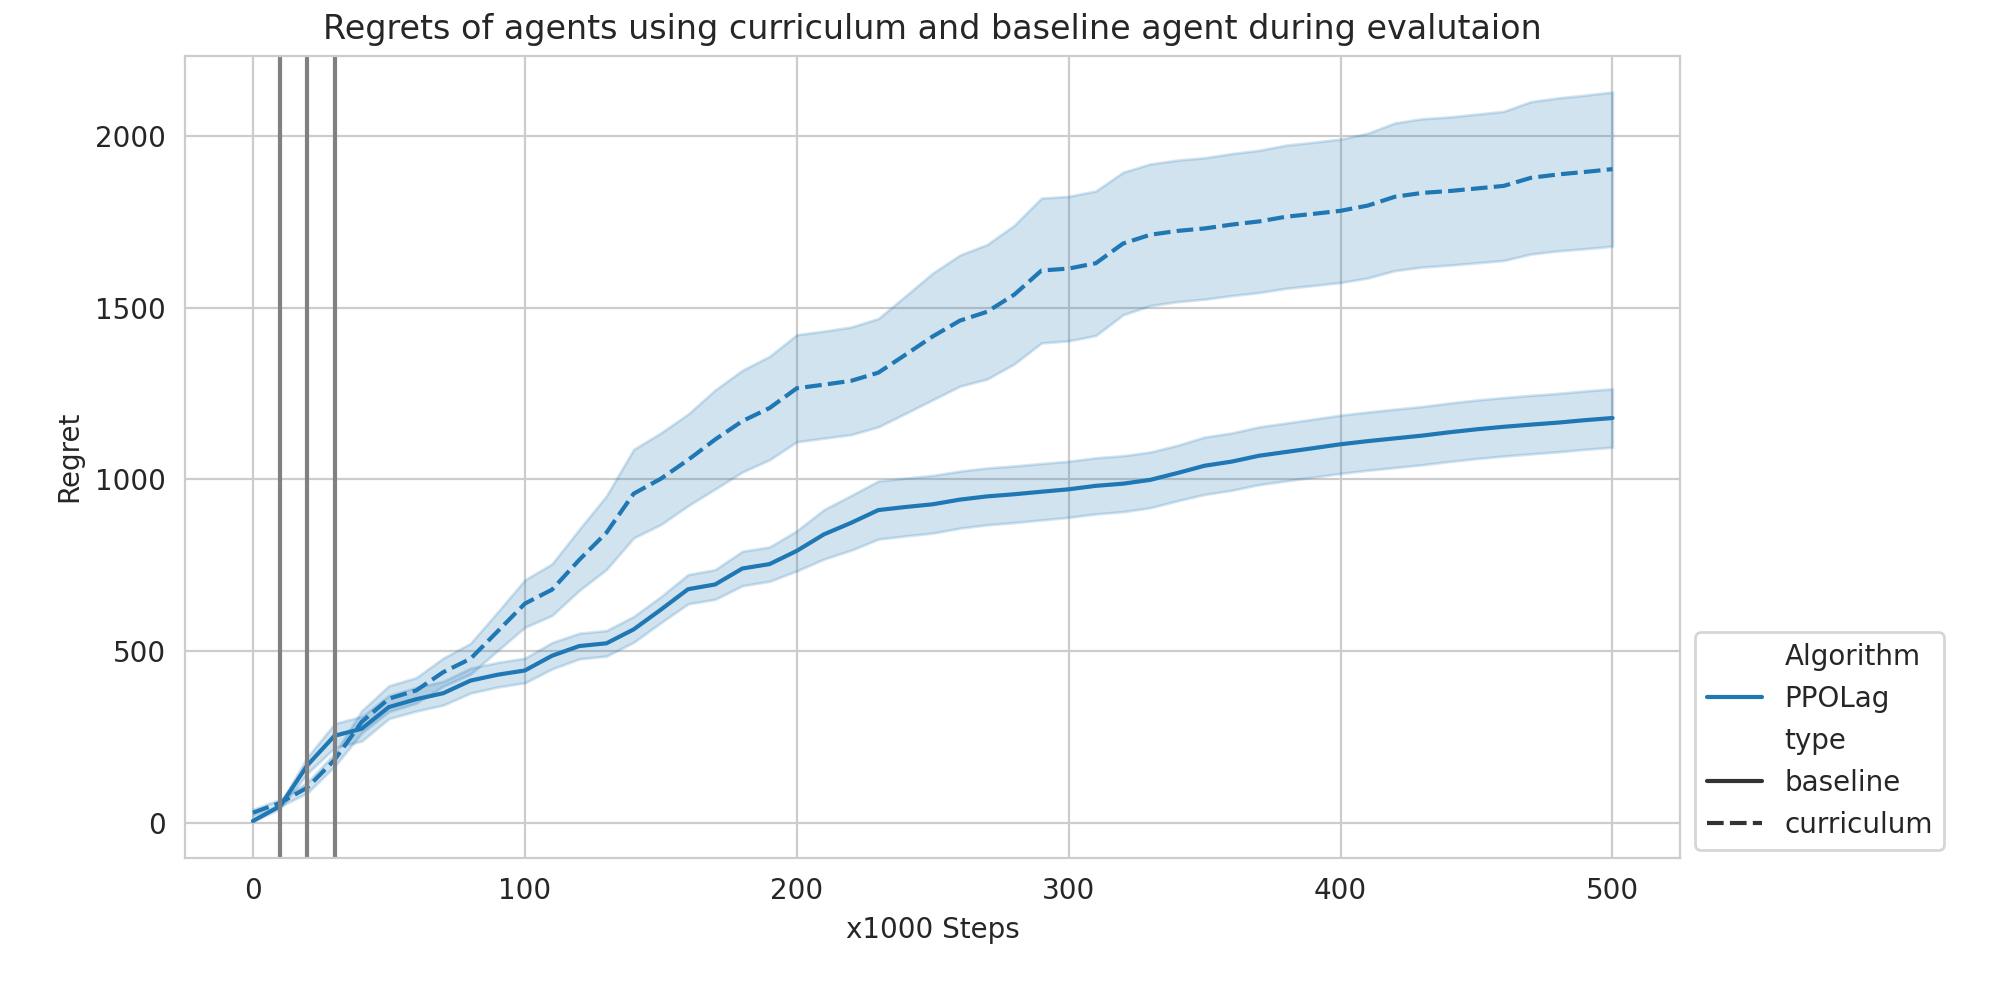 Regrets of agents using curriculum and baseline agent during evalutaion
2000
1500
1000
500
0
Regret
0 100 200 300 400 500
x1000 Steps
Algorithm
PPOLag
type
baseline
curriculum